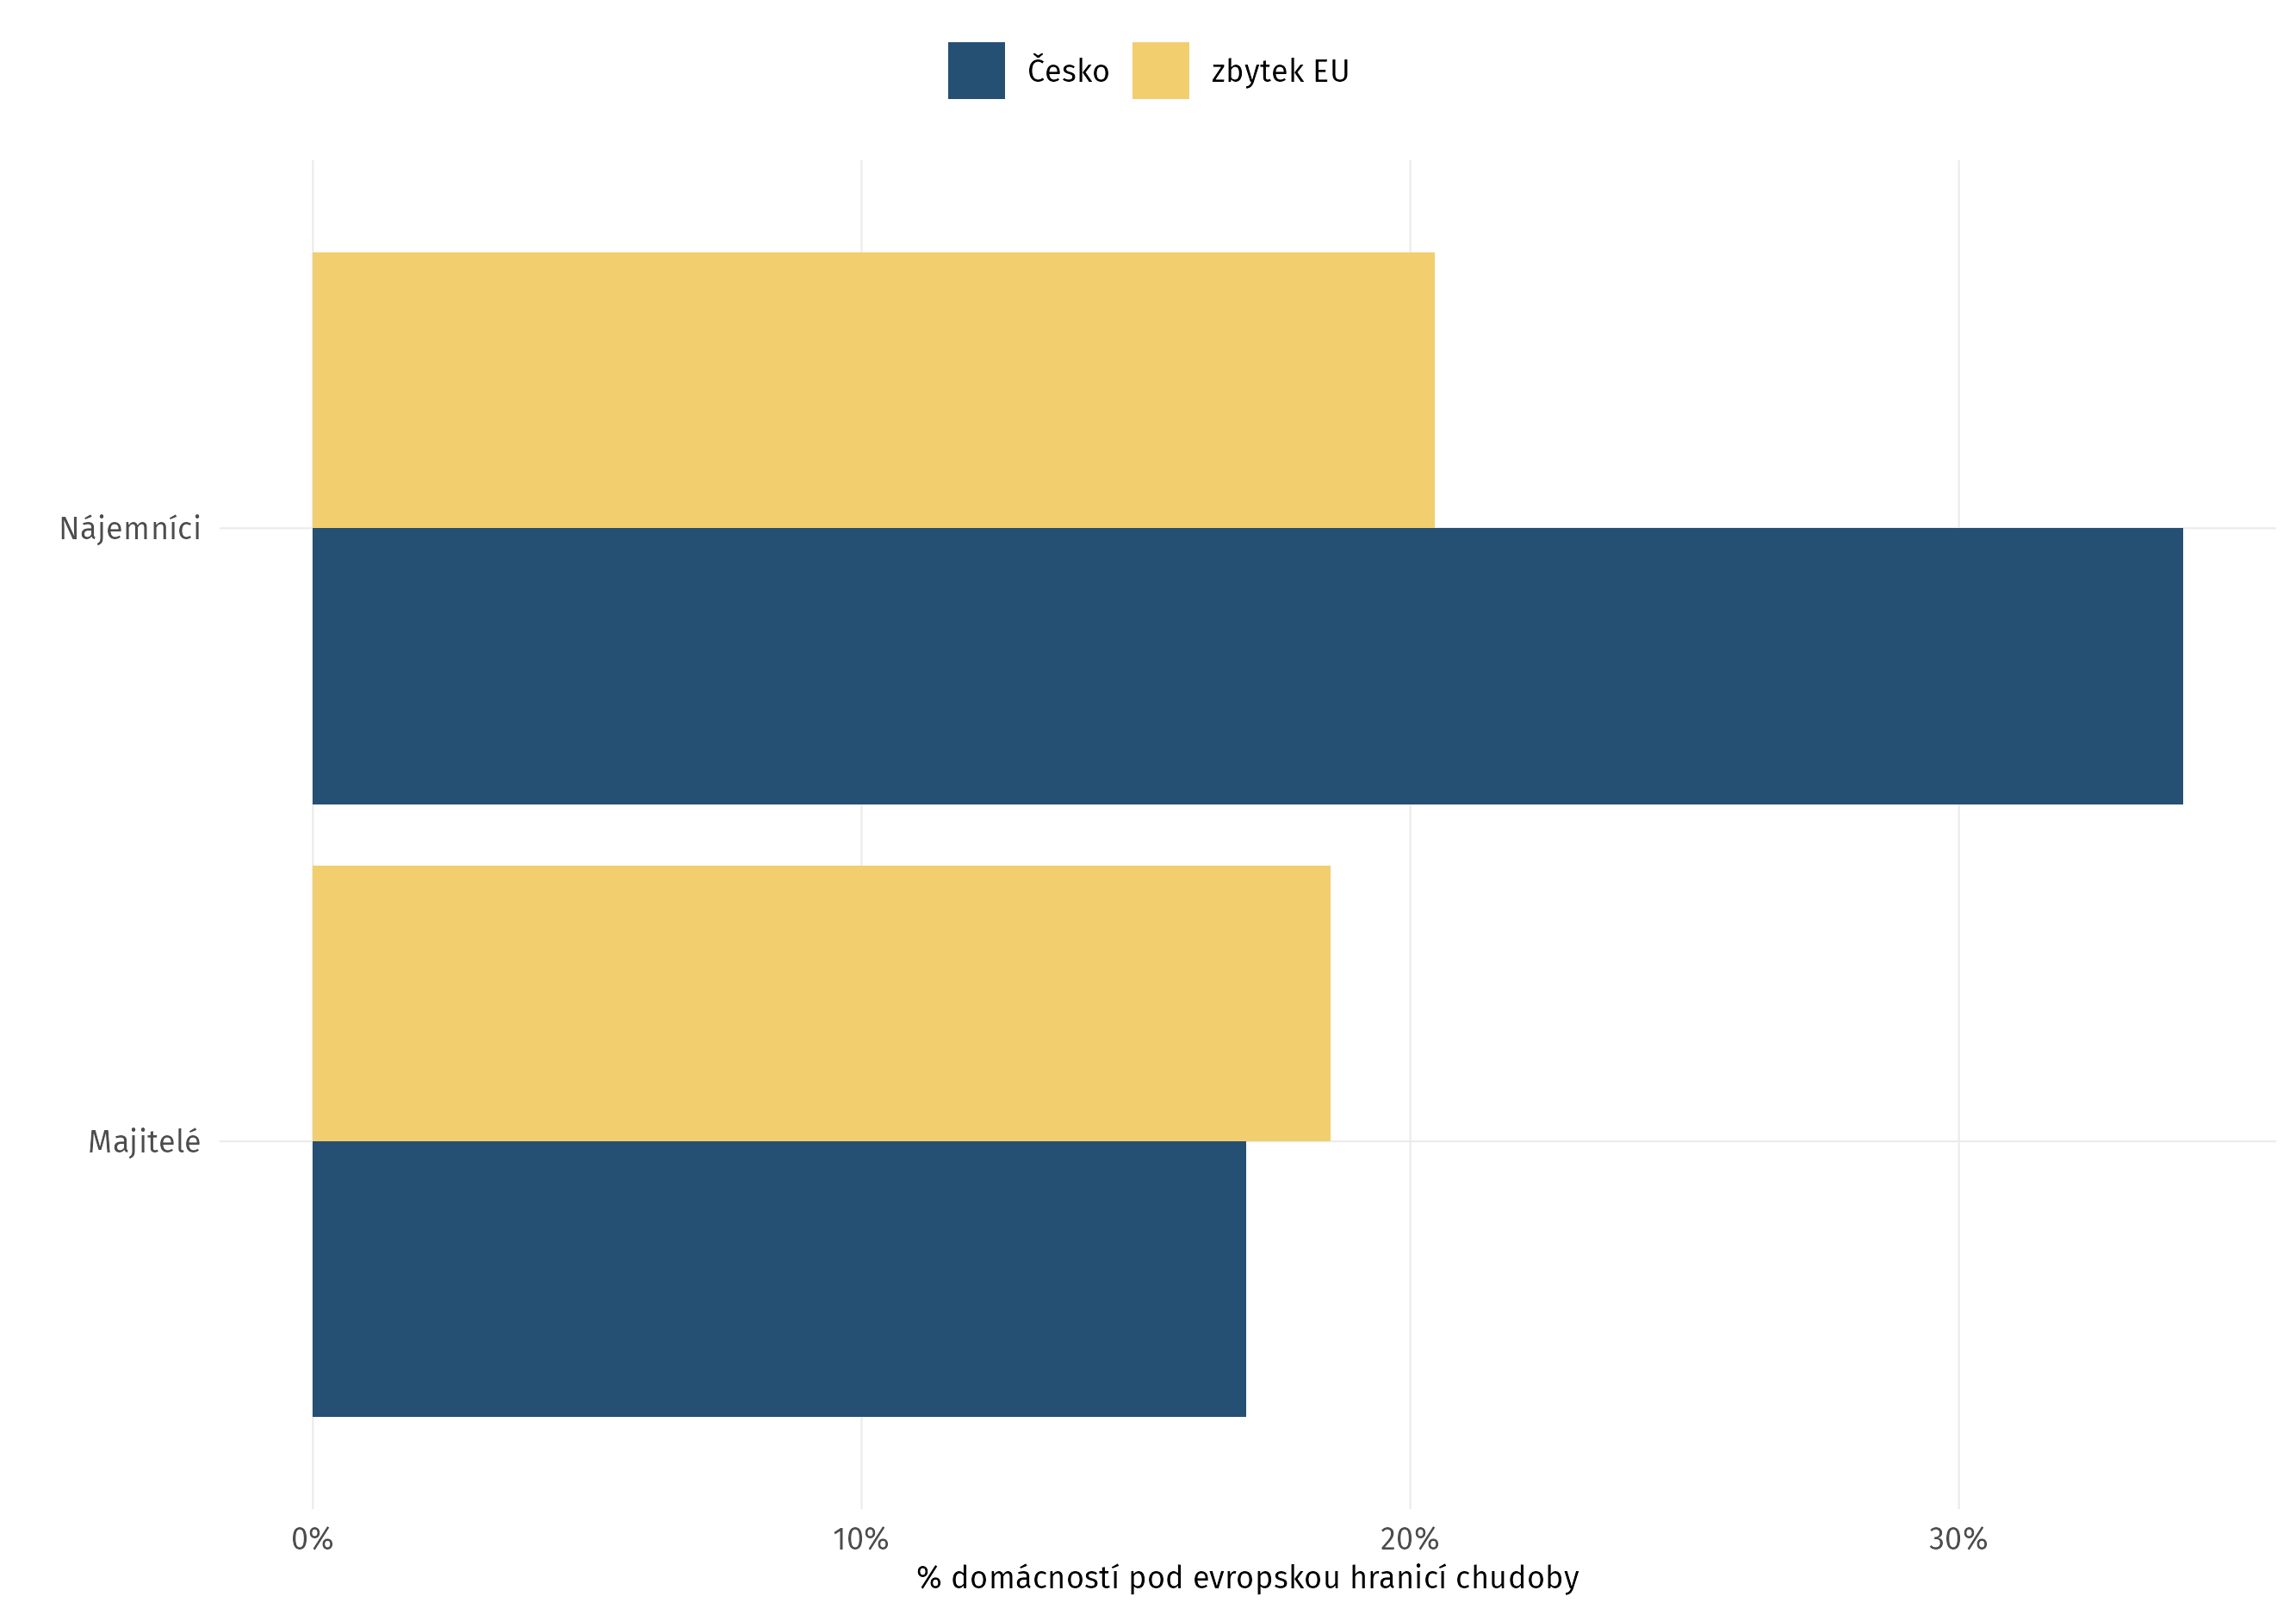 Česko zbytek EU
Nájemníci
Majitelé
0% 10% 20% 30%
% domácností pod evropskou hranicí chudoby